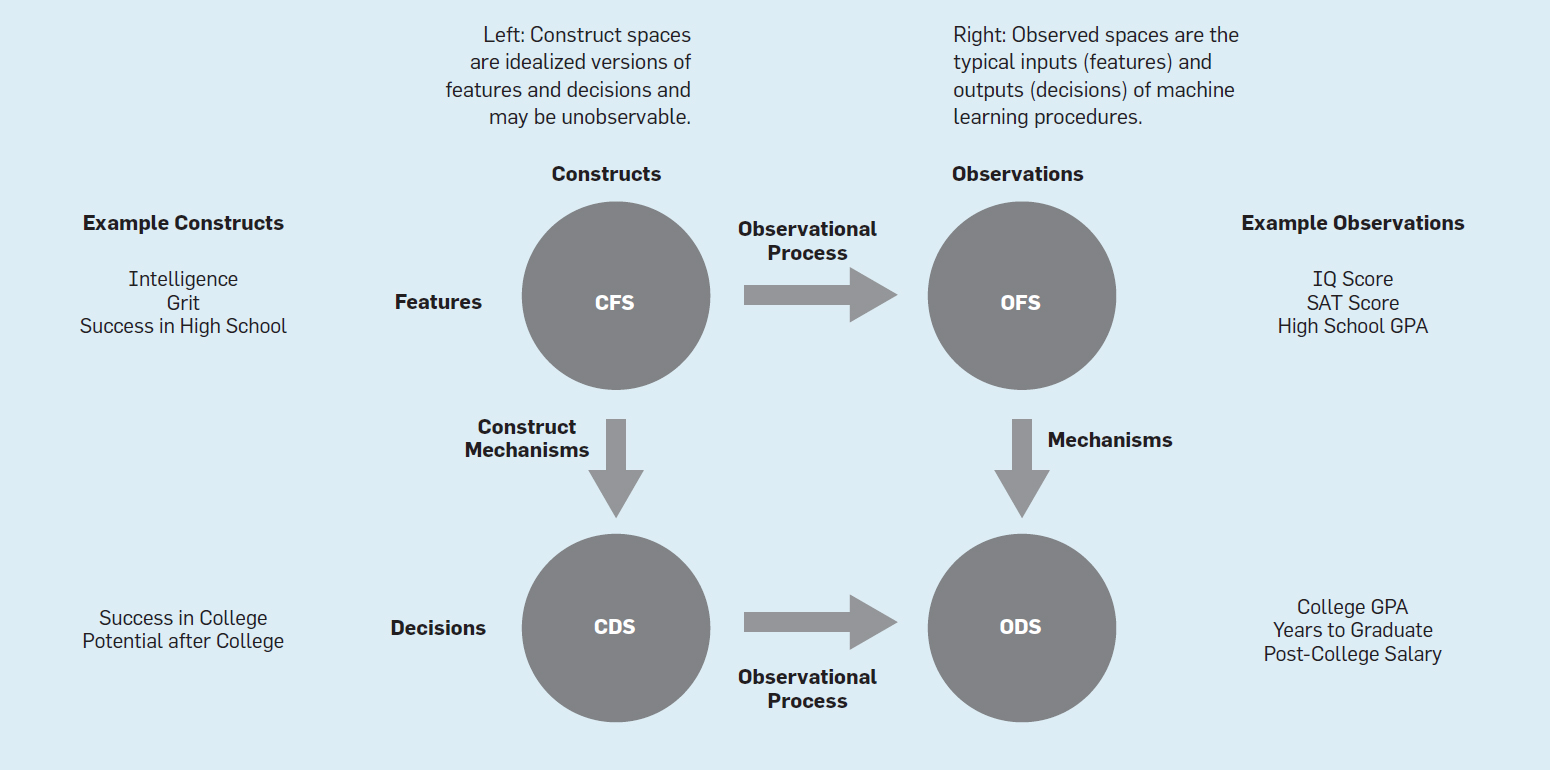 Left: Construct spaces
are idealized versions of
features and decisions and
may be unobservable.
Right: Observed spaces are the
typical inputs (features) and
outputs (decisions) of machine
learning procedures.
Constructs
Observations
Example Constructs
Intelligence
Grit
Success in High School
Features
CFS
Observational
Process
OFS
Example Observations
IQ Score
SAT Score
High School GPA
Construct
Mechanisms
Mechanisms
Success in College
Potential after College
Decisions
CDS
Observational
Process
ODS
College GPA
Years to Graduate
Post-College Salary